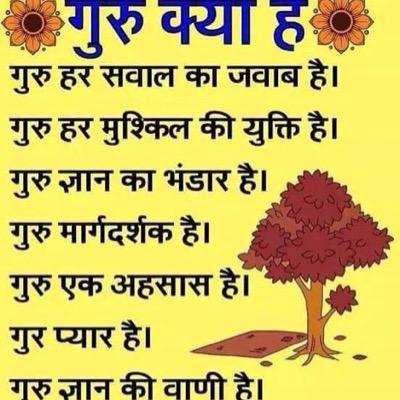 गुरु क्या है
गुरु हर सवाल का जवाब है।
गुरु हर मुश्किल की युक्ति है।
गुरु ज्ञान का भंडार है।
गुरु मार्गदर्शक है।
गुरु एक अहसास है।
गुर प्यार है।
गुरु ज्ञान की वाणी है।